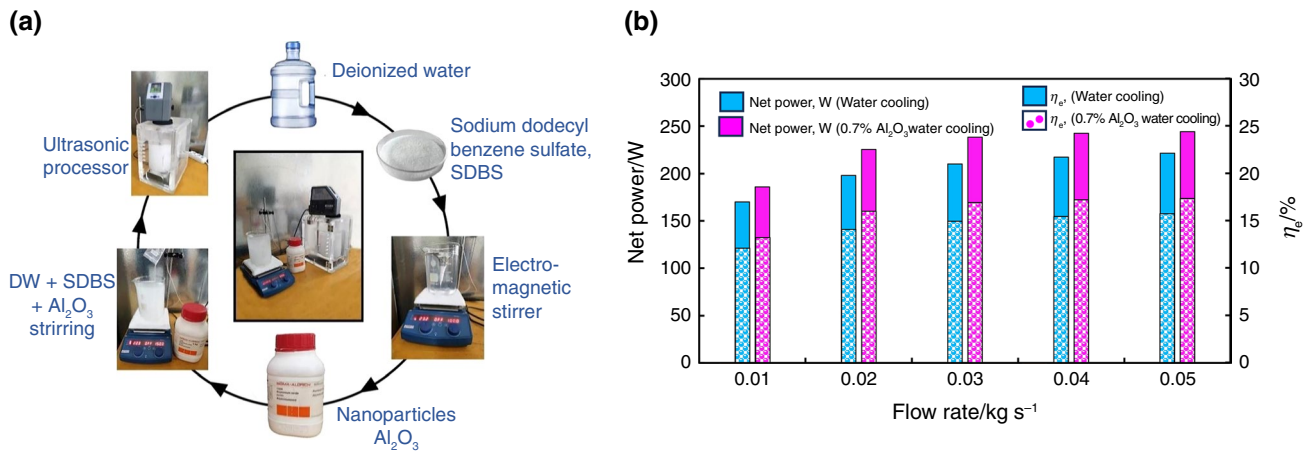 (a)
Deionized water
Sodium dodecyl
benzene sulfate,
SDBS
Electro-
magnetic
stirrer
Nanoparticles
Al₂O₃
DW + SDBS
+ Al₂O₃
strirring
Ultrasonic
processor
(b)
Net power, W (Water cooling)
Net power, W (0.7% Al₂O₃water cooling)
ηₑ, (Water cooling)
ηₑ, (0.7% Al₂O₃ water cooling)
Net power/W
300
250
200
150
100
50
0
30
25
20
15
10
5
0
ηₑ/%
0.01 0.02 0.03 0.04 0.05
Flow rate/kg s⁻¹